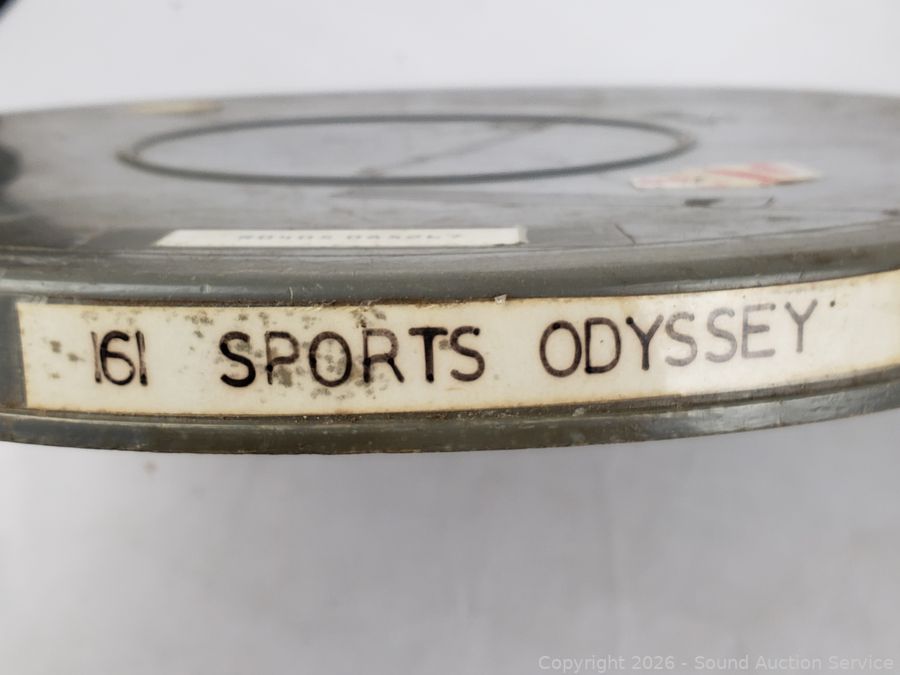 161 SPORTS ODYSSEY
Copyright 2026 - Sound Auction Service